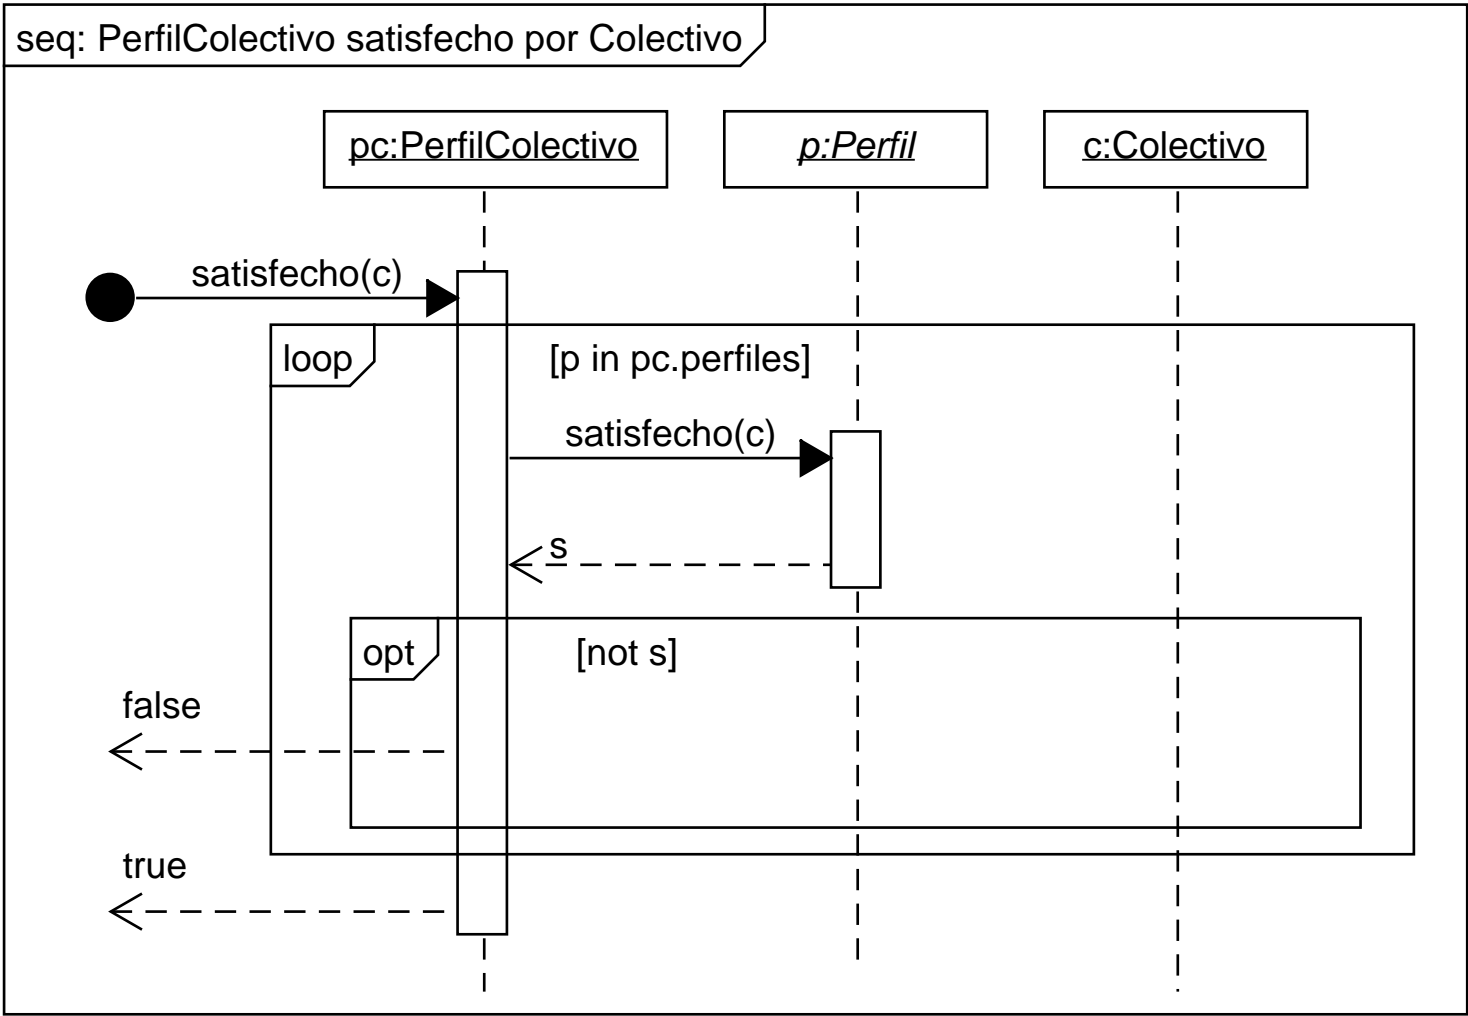 seq: PerfilColectivo satisfecho por Colectivo
pc:PerfilColectivo
p:Perfil
c:Colectivo
satisfecho(c)
loop
[p in pc.perfiles]
satisfecho(c)
s
opt
[not s]
false
true